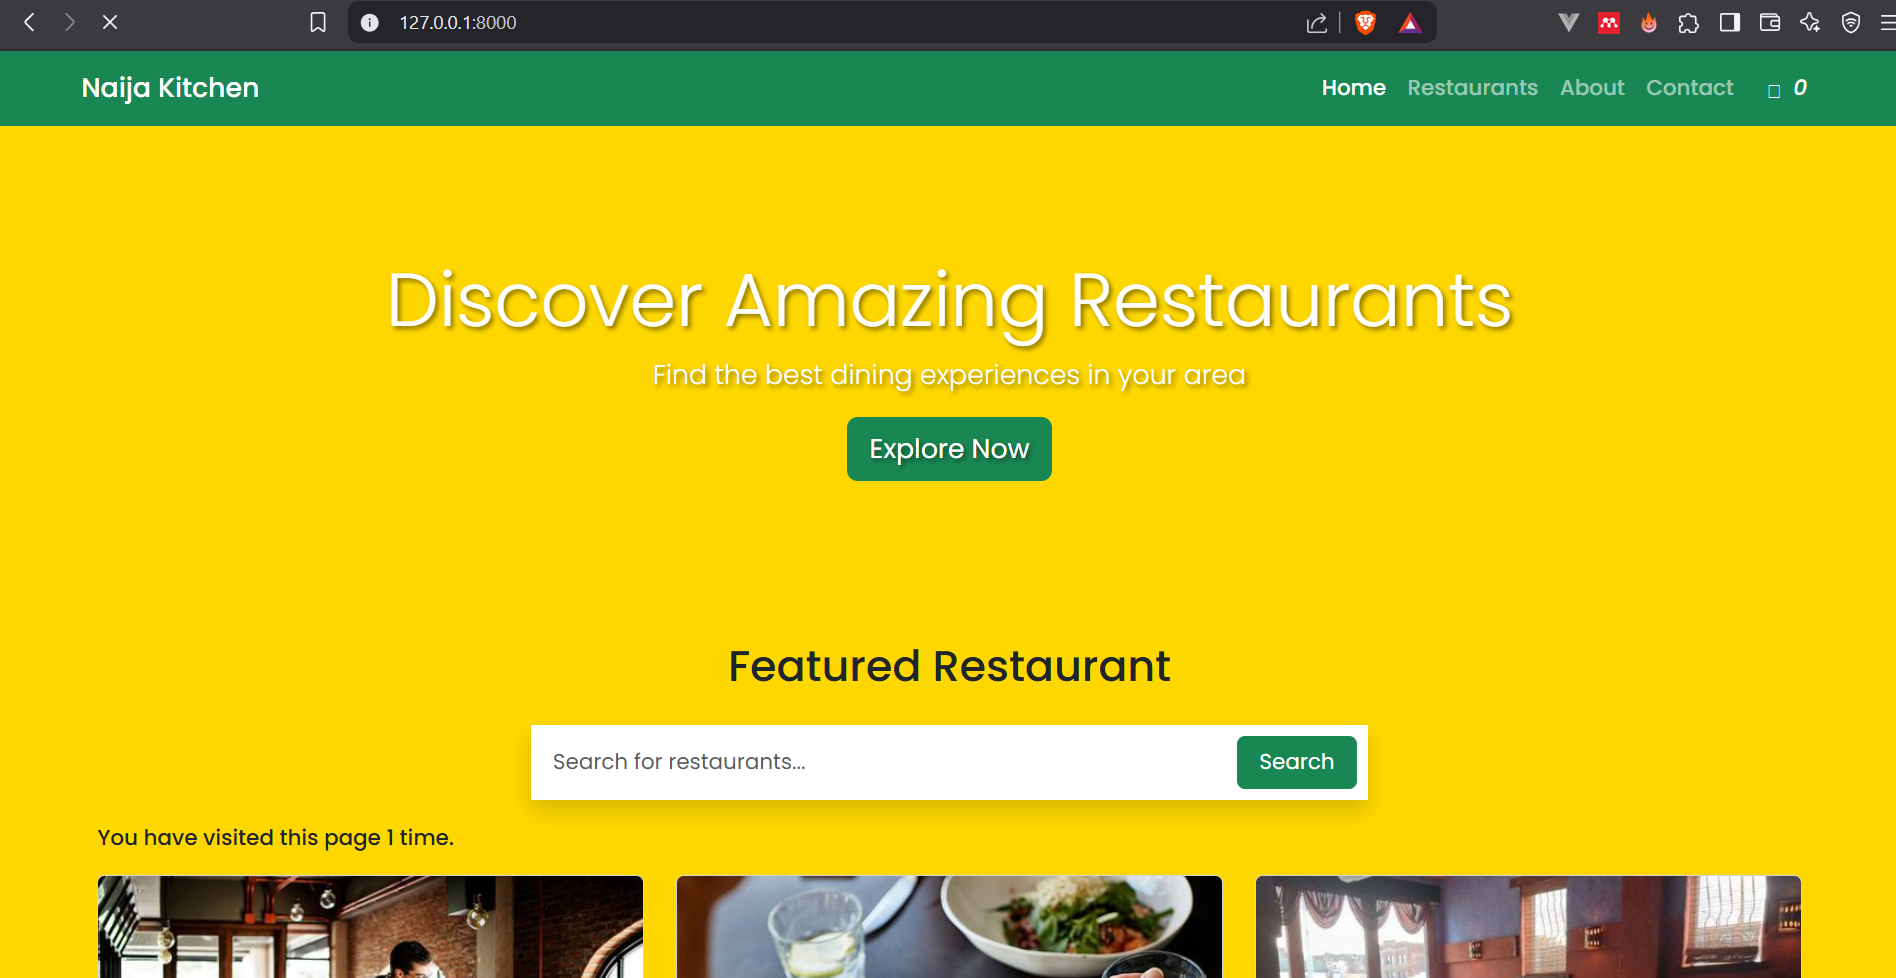 127.0.0.1:8000
Naija Kitchen
Home Restaurants About Contact 0
Discover Amazing Restaurants
Find the best dining experiences in your area
Explore Now
Featured Restaurant
Search for restaurants...
Search
You have visited this page 1 time.